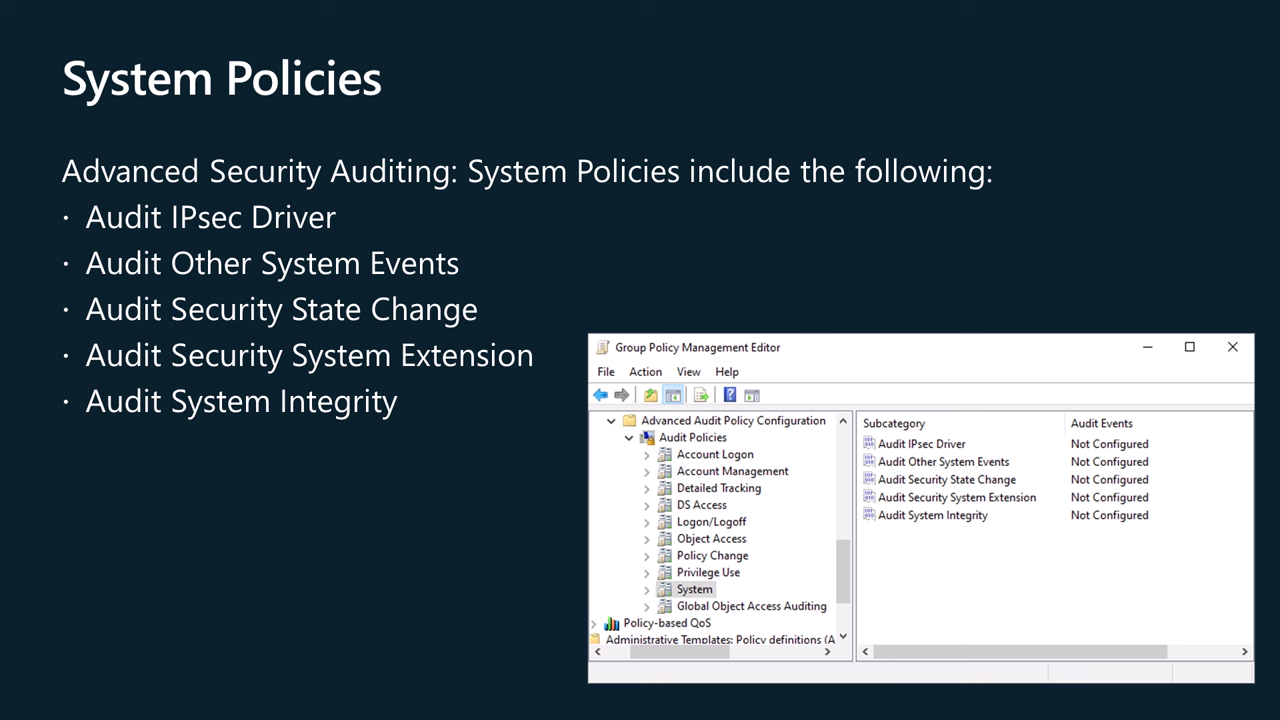 System Policies
Advanced Security Auditing: System Policies include the following:
· Audit IPsec Driver
· Audit Other System Events
· Audit Security State Change
· Audit Security System Extension
· Audit System Integrity
Group Policy Management Editor
File Action View Help
Advanced Audit Policy Configuration
Audit Policies
Account Logon
Account Management
Detailed Tracking
DS Access
Logon/Logoff
Object Access
Policy Change
Privilege Use
System
Global Object Access Auditing
Policy-based QoS
Administrative Templates: Policy definitions (A
Subcategory Audit Events
Audit IPsec Driver Not Configured
Audit Other System Events Not Configured
Audit Security State Change Not Configured
Audit Security System Extension Not Configured
Audit System Integrity Not Configured